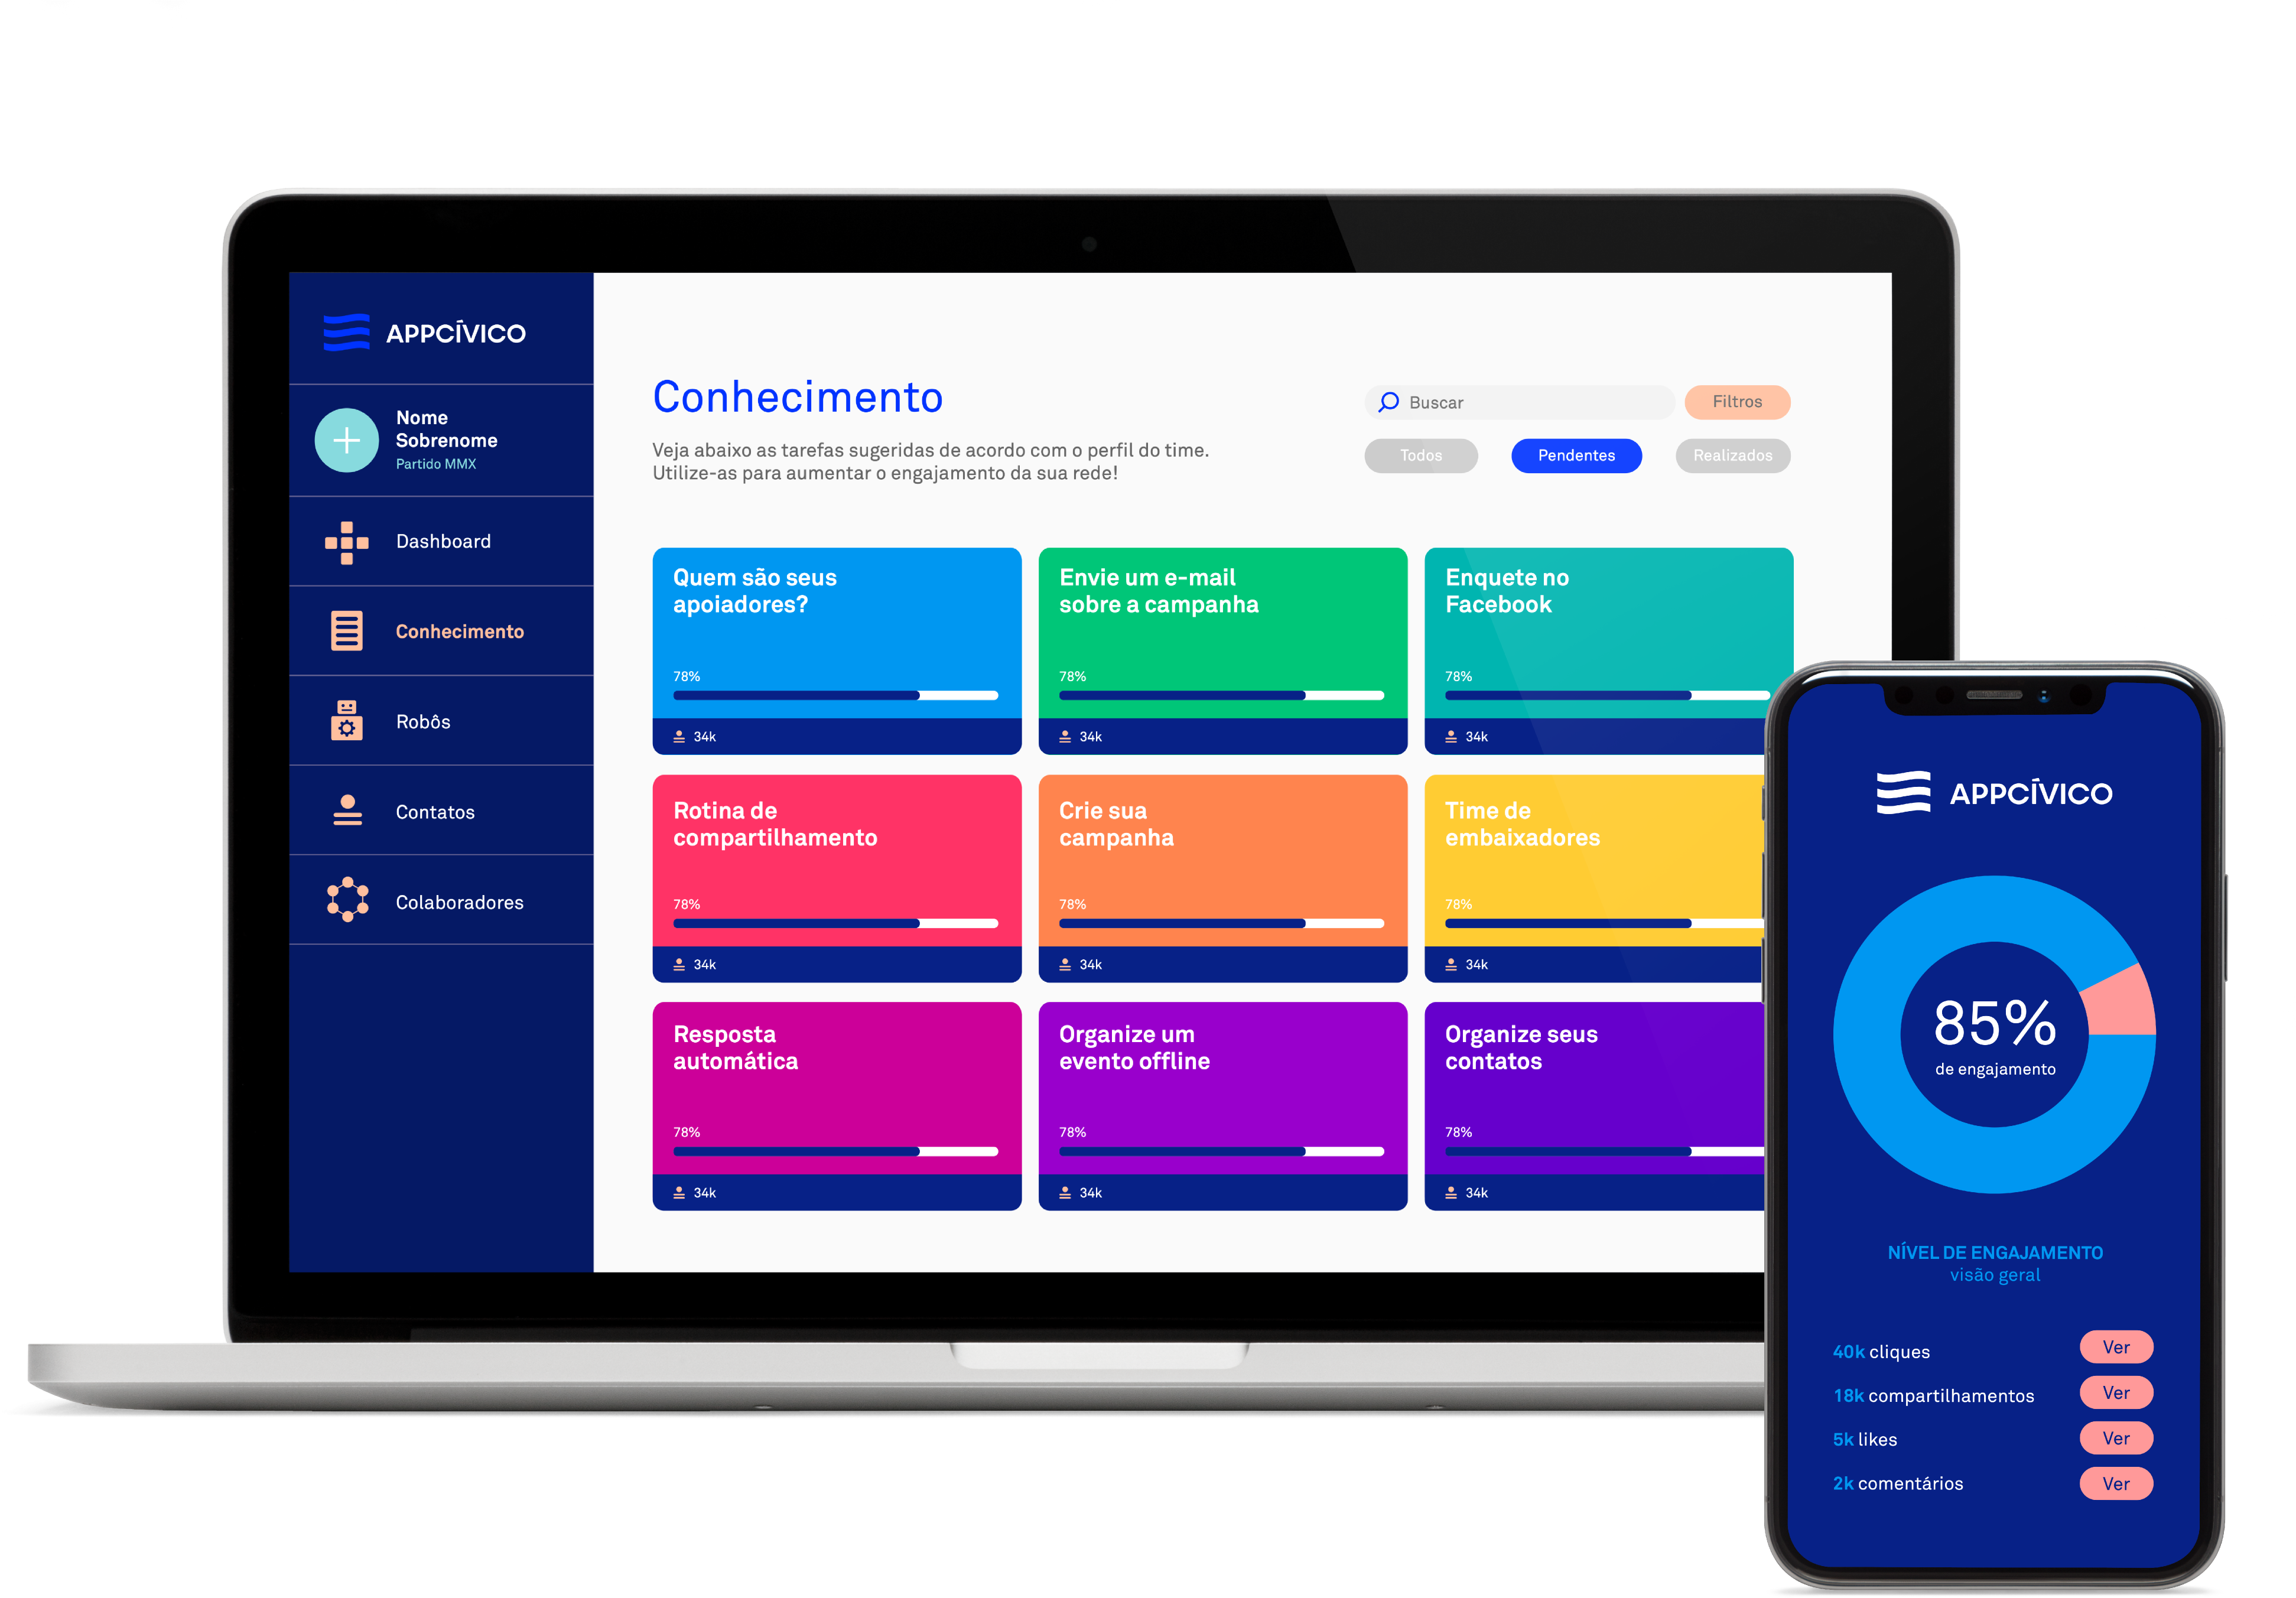 APPCÍVICO
Nome
Sobrenome
Partido MMX
Dashboard
Conhecimento
Robôs
Contatos
Colaboradores
Conhecimento
Veja abaixo as tarefas sugeridas de acordo com o perfil do time.
Utilize-as para aumentar o engajamento da sua rede!
Buscar
Filtros
Todos
Pendentes
Realizados
Quem são seus
apoiadores?
78%
34k
Envie um e-mail
sobre a campanha
78%
34k
Enquete no
Facebook
78%
34k
Rotina de
compartilhamento
78%
34k
Crie sua
campanha
78%
34k
Time de
embaixadores
78%
34k
Resposta
automática
78%
34k
Organize um
evento offline
78%
34k
Organize seus
contatos
78%
34k
APPCÍVICO
85%
de engajamento
NÍVEL DE ENGAJAMENTO
visão geral
40k cliques
Ver
18k compartilhamentos
Ver
5k likes
Ver
2k comentários
Ver